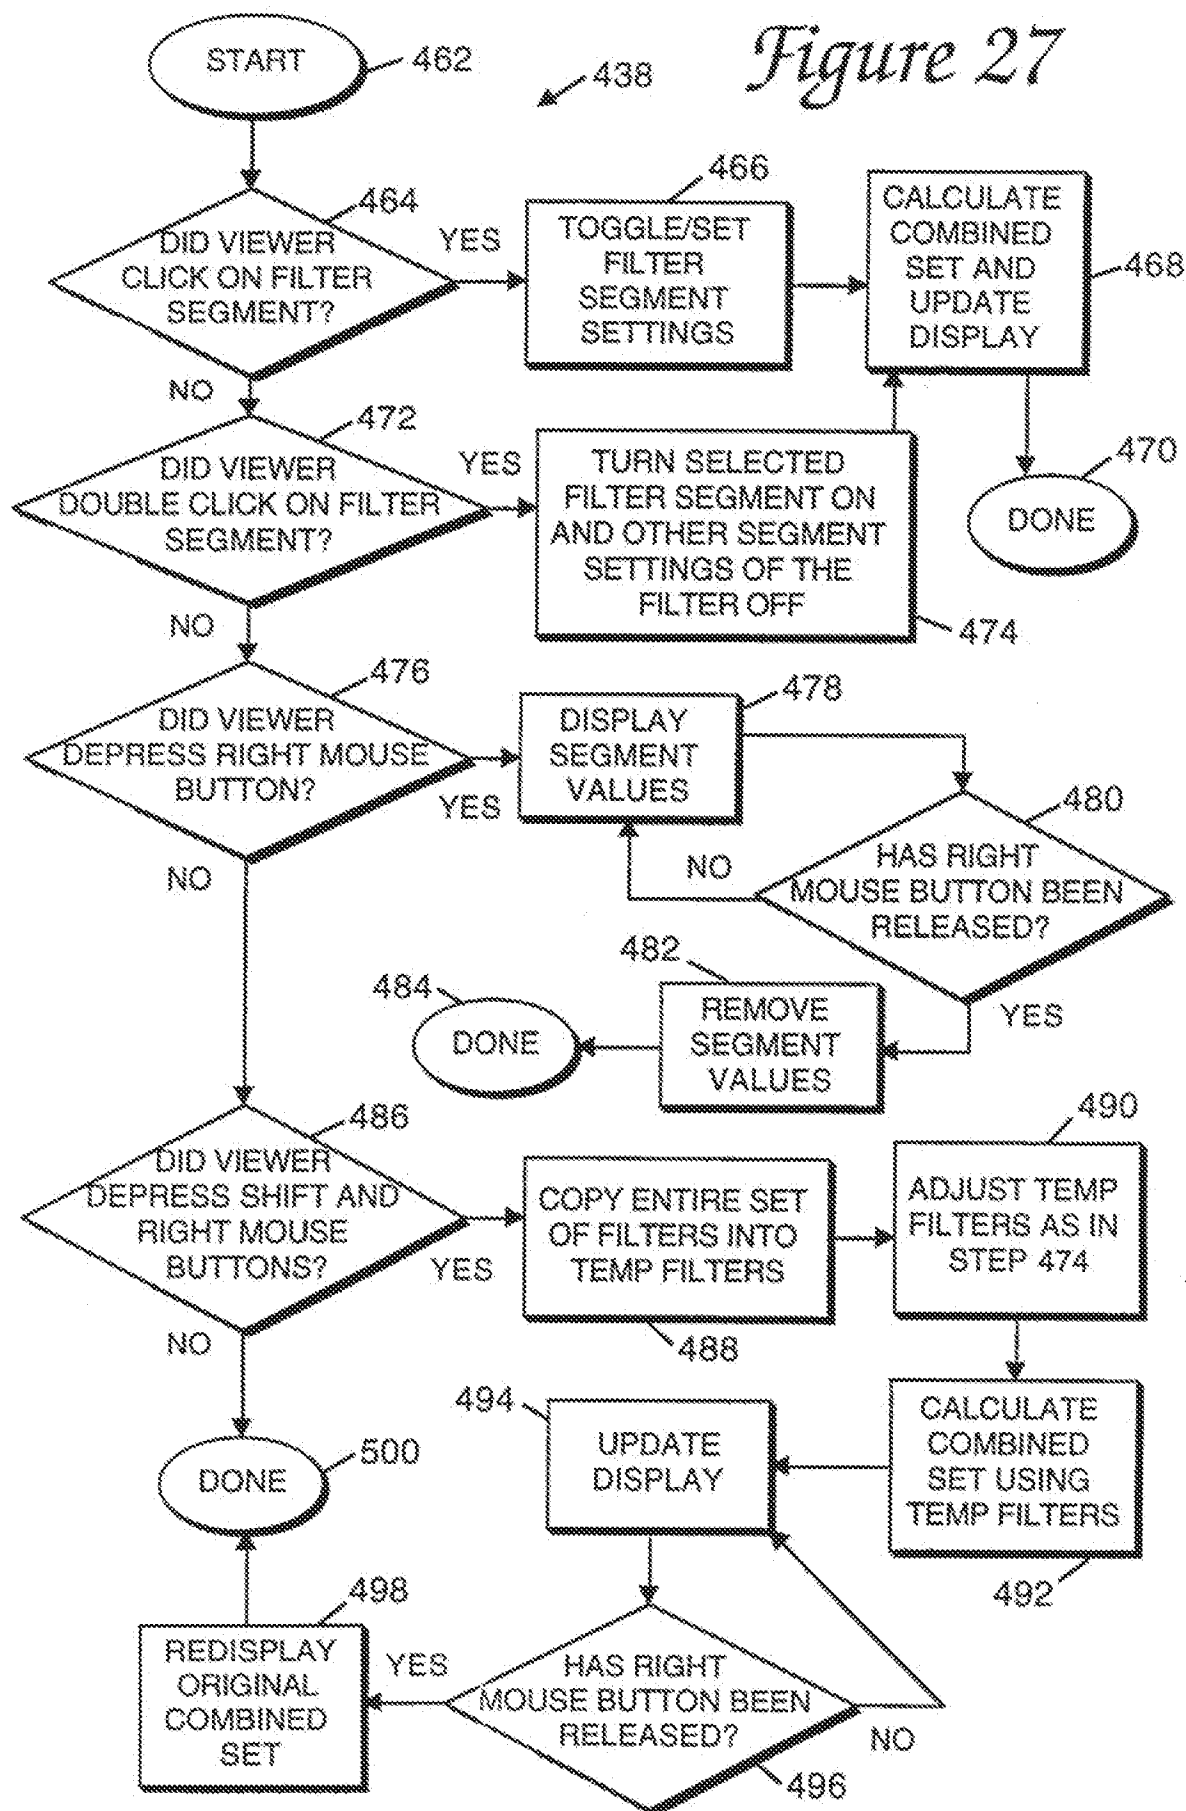 Figure 27
START
462
438
464
DID VIEWER
CLICK ON FILTER
SEGMENT?
YES
NO
466
TOGGLE/SET
FILTER
SEGMENT
SETTINGS
CALCULATE
COMBINED
SET AND
UPDATE
DISPLAY
468
470
DONE
472
DID VIEWER
DOUBLE CLICK ON FILTER
SEGMENT?
YES
NO
TURN SELECTED
FILTER SEGMENT ON
AND OTHER SEGMENT
SETTINGS OF THE
FILTER OFF
474
476
DID VIEWER
DEPRESS RIGHT MOUSE
BUTTON?
YES
NO
478
DISPLAY
SEGMENT
VALUES
480
HAS RIGHT
MOUSE BUTTON BEEN
RELEASED?
NO
YES
482
REMOVE
SEGMENT
VALUES
484
DONE
486
DID VIEWER
DEPRESS SHIFT AND
RIGHT MOUSE
BUTTONS?
YES
NO
COPY ENTIRE SET
OF FILTERS INTO
TEMP FILTERS
488
490
ADJUST TEMP
FILTERS AS IN
STEP 474
CALCULATE
COMBINED
SET USING
TEMP FILTERS
492
494
UPDATE
DISPLAY
500
DONE
498
REDISPLAY
ORIGINAL
COMBINED
SET
YES
HAS RIGHT
MOUSE BUTTON BEEN
RELEASED?
NO
496